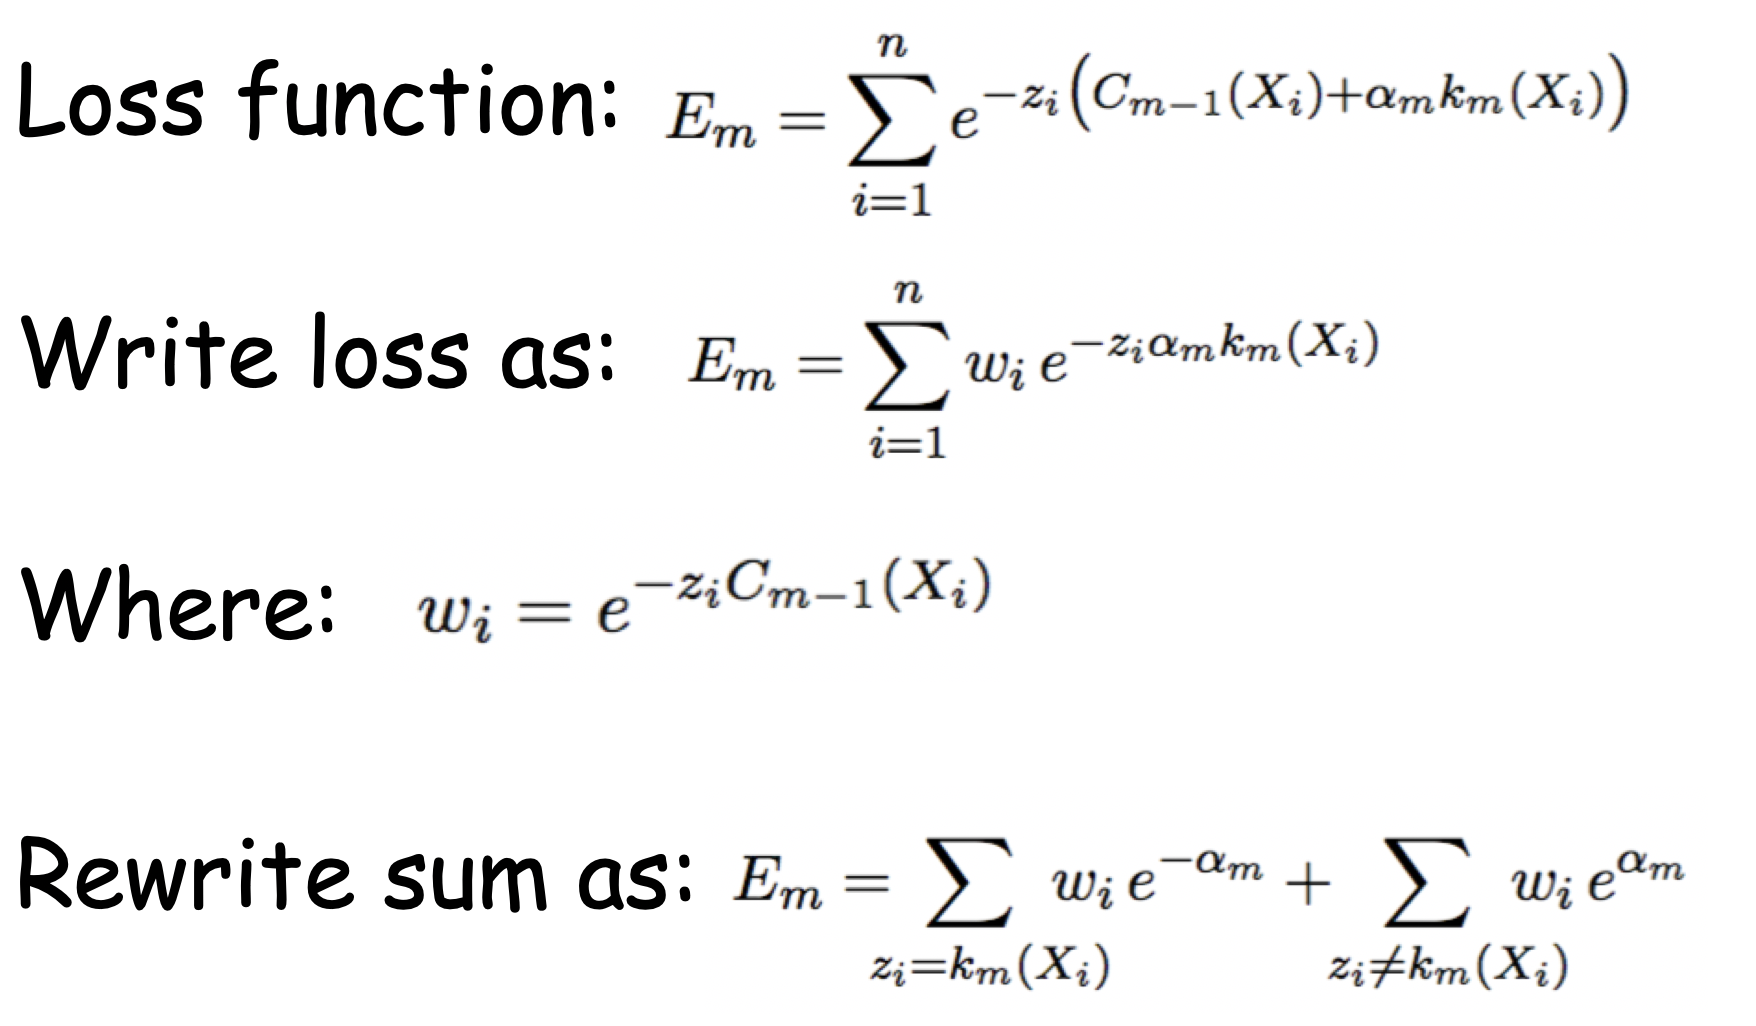 Loss function: $E_m = \sum_{i=1}^{n} e^{-z_i \left( C_{m-1}(X_i) + \alpha_m k_m(X_i) \right)}$
Write loss as: $E_m = \sum_{i=1}^{n} w_i \, e^{-z_i \alpha_m k_m(X_i)}$
Where: $w_i = e^{-z_i C_{m-1}(X_i)}$
Rewrite sum as: $E_m = \sum_{z_i = k_m(X_i)} w_i \, e^{-\alpha_m} + \sum_{z_i \neq k_m(X_i)} w_i \, e^{\alpha_m}$